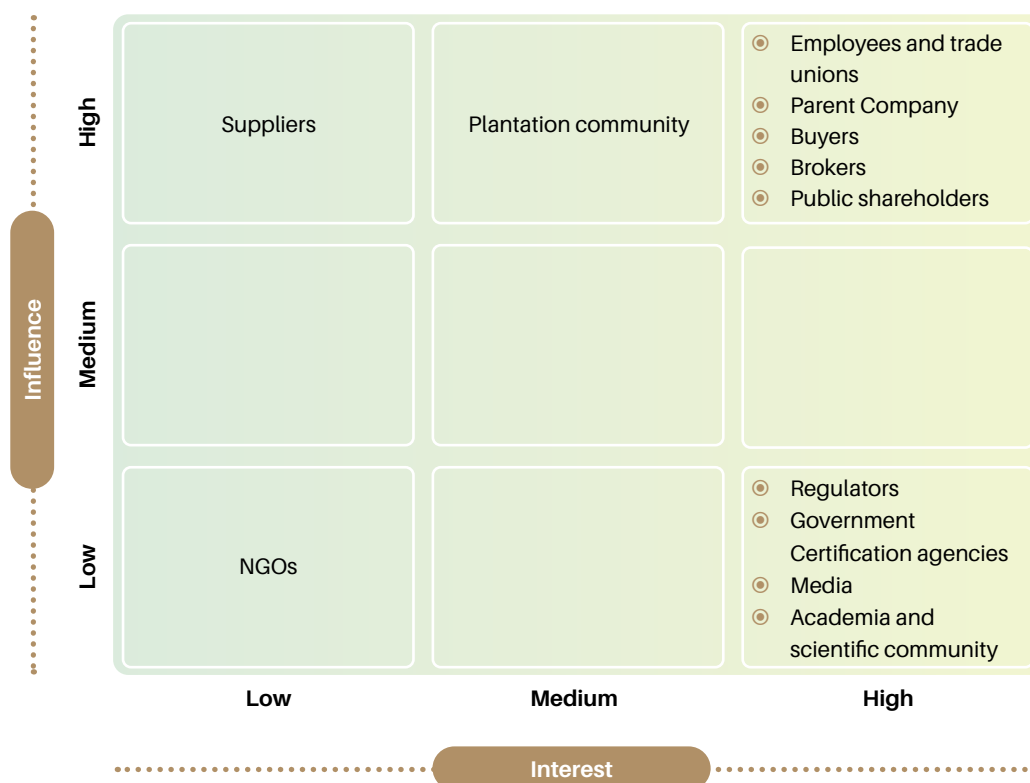 Influence
High
Suppliers
Plantation community
Employees and trade
unions
Parent Company
Buyers
Brokers
Public shareholders
Medium
Low
NGOs
Regulators
Government
Certification agencies
Media
Academia and
scientific community
Low
Medium
High
Interest